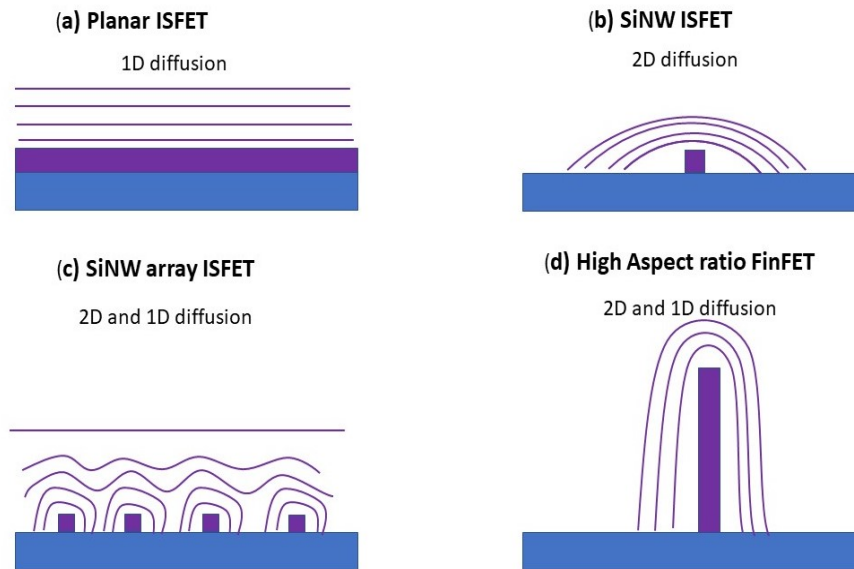 (a) Planar ISFET
1D diffusion
(b) SiNW ISFET
2D diffusion
(c) SiNW array ISFET
2D and 1D diffusion
(d) High Aspect ratio FinFET
2D and 1D diffusion